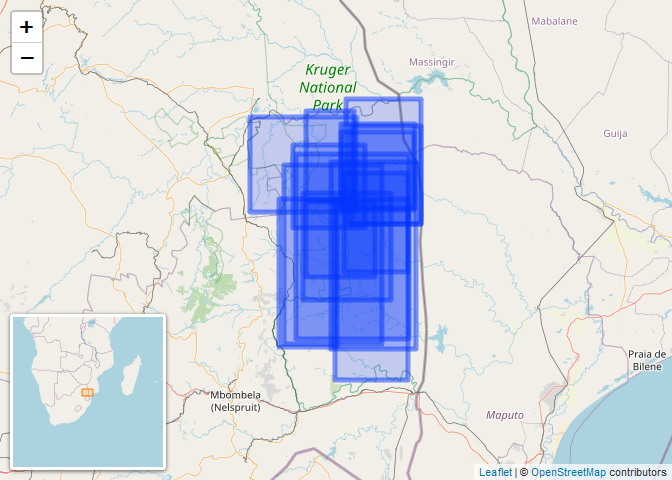 +
−
Mabalane
Massingir
Kruger
National
Park
Guija
Praia de
Bilene
Mbombela
(Nelspruit)
Maputo
Leaflet | © OpenStreetMap contributors